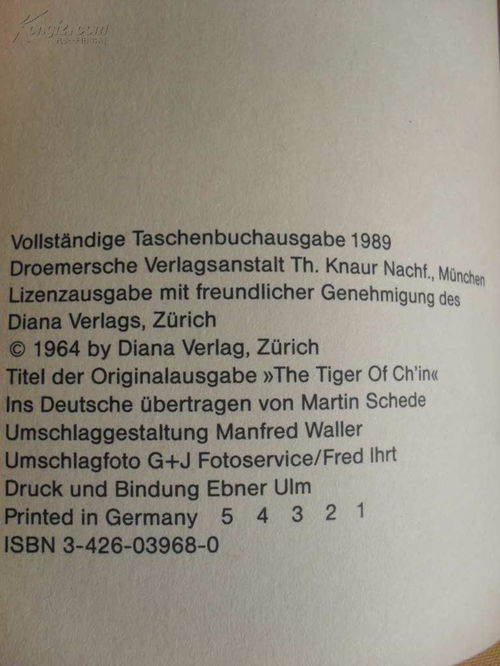 Kongfz.com
Vollständige Taschenbuchausgabe 1989
Droemersche Verlagsanstalt Th. Knaur Nachf., München
Lizenzausgabe mit freundlicher Genehmigung des
Diana Verlags, Zürich
© 1964 by Diana Verlag, Zürich
Titel der Originalausgabe »The Tiger Of Ch'in«
Ins Deutsche übertragen von Martin Schede
Umschlaggestaltung Manfred Waller
Umschlagfoto G+J Fotoservice/Fred Ihrt
Druck und Bindung Ebner Ulm
Printed in Germany 5 4 3 2 1
ISBN 3-426-03968-0